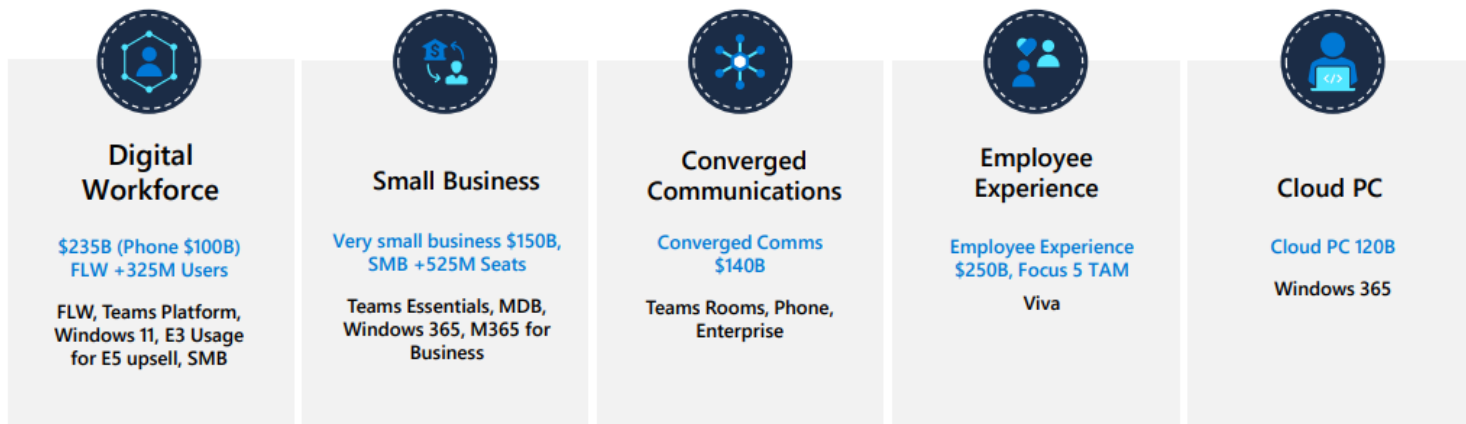 Digital
Workforce
$235B (Phone $100B)
FLW +325M Users
FLW, Teams Platform,
Windows 11, E3 Usage
for E5 upsell, SMB
Small Business
Very small business $150B,
SMB +525M Seats
Teams Essentials, MDB,
Windows 365, M365 for
Business
Converged
Communications
Converged Comms
$140B
Teams Rooms, Phone,
Enterprise
Employee
Experience
Employee Experience
$250B, Focus 5 TAM
Viva
Cloud PC
Cloud PC 120B
Windows 365